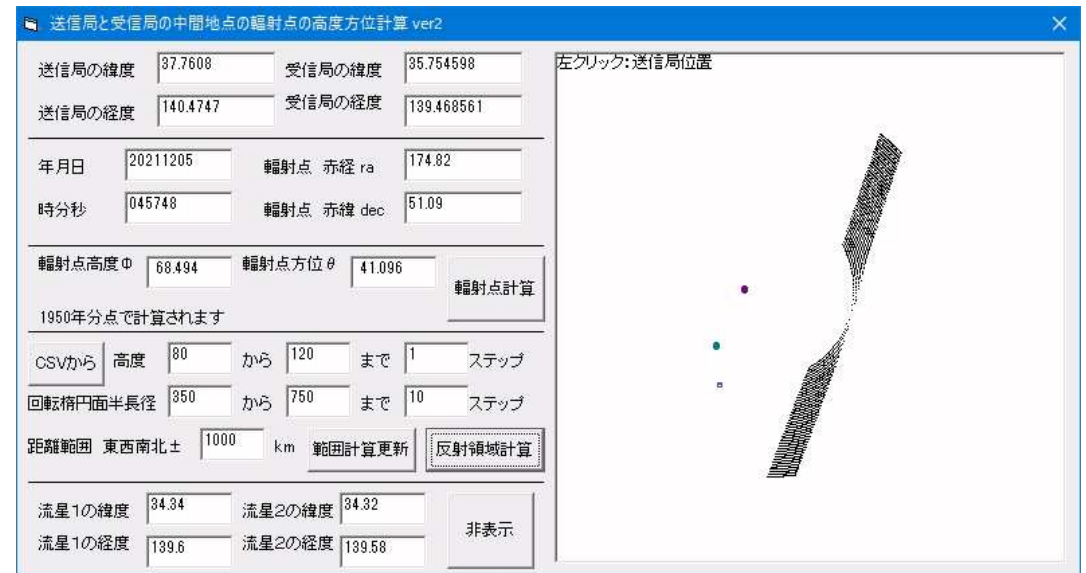 送信局と受信局の中間地点の輻射点の高度方位計算 ver2
送信局の緯度 37.7608 受信局の緯度 35.754598
送信局の経度 140.4747 受信局の経度 139.468561
年月日 20211205 輻射点 赤経 ra 174.82
時分秒 045748 輻射点 赤緯 dec 51.09
輻射点高度Φ 68.494 輻射点方位θ 41.096 輻射点計算
1950年分点で計算されます
CSVから 高度 80 から 120 まで 1 ステップ
回転楕円面半長径 350 から 750 まで 10 ステップ
距離範囲 東西南北± 1000 km 範囲計算更新 反射領域計算
流星1の緯度 34.34 流星2の緯度 34.32
流星1の経度 139.6 流星2の経度 139.58 非表示
左クリック:送信局位置